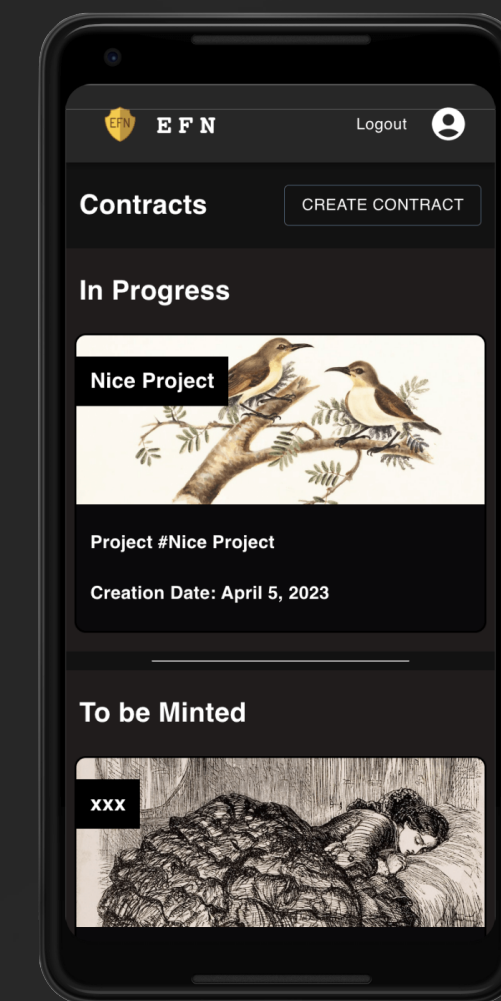 EFN
E F N
Logout
Contracts
CREATE CONTRACT
In Progress
Nice Project
Project #Nice Project
Creation Date: April 5, 2023
To be Minted
xxx